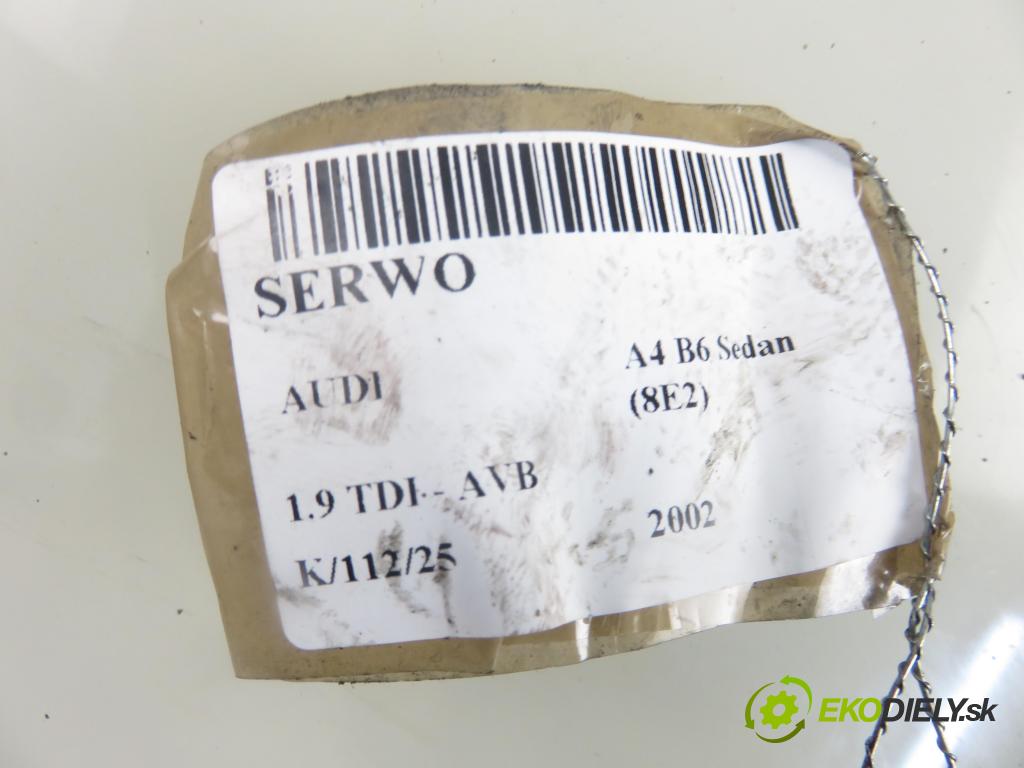 SERWO
AUDI
A4 B6 Sedan
(8E2)
1.9 TDI - AVB
2002
K/112/25
EKODIELY.sk